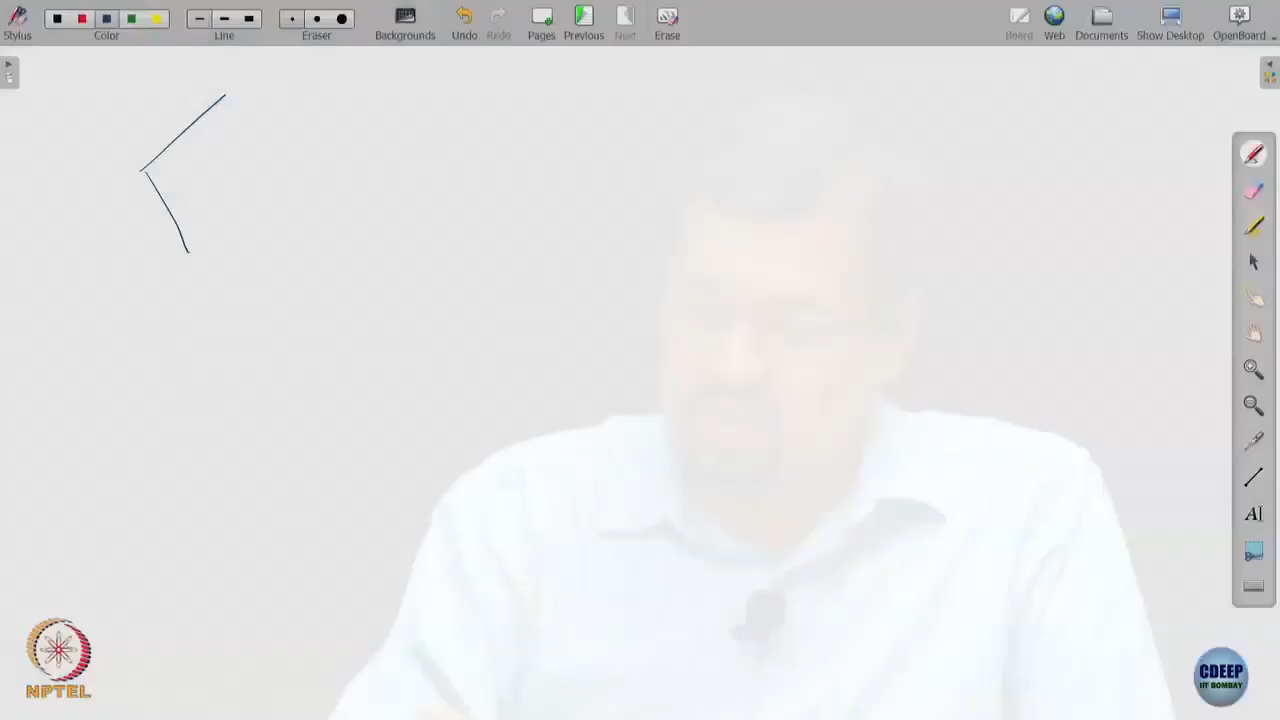 Stylus Color Line Eraser Backgrounds Undo Redo Pages Previous Next Erase Board Web Documents Show Desktop OpenBoard
AI
NPTEL
CDEEP
IIT BOMBAY